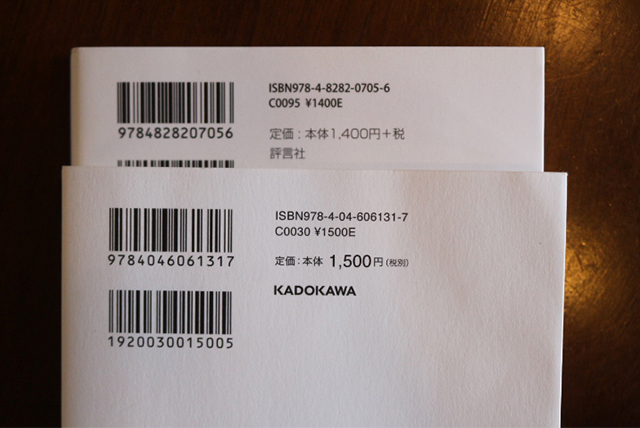 ISBN978-4-8282-0705-6
C0095 ¥1400E
9784828207056
定価：本体1,400円＋税
評言社
ISBN978-4-04-606131-7
C0030 ¥1500E
9784046061317
定価：本体 1,500円（税別）
KADOKAWA
1920030015005